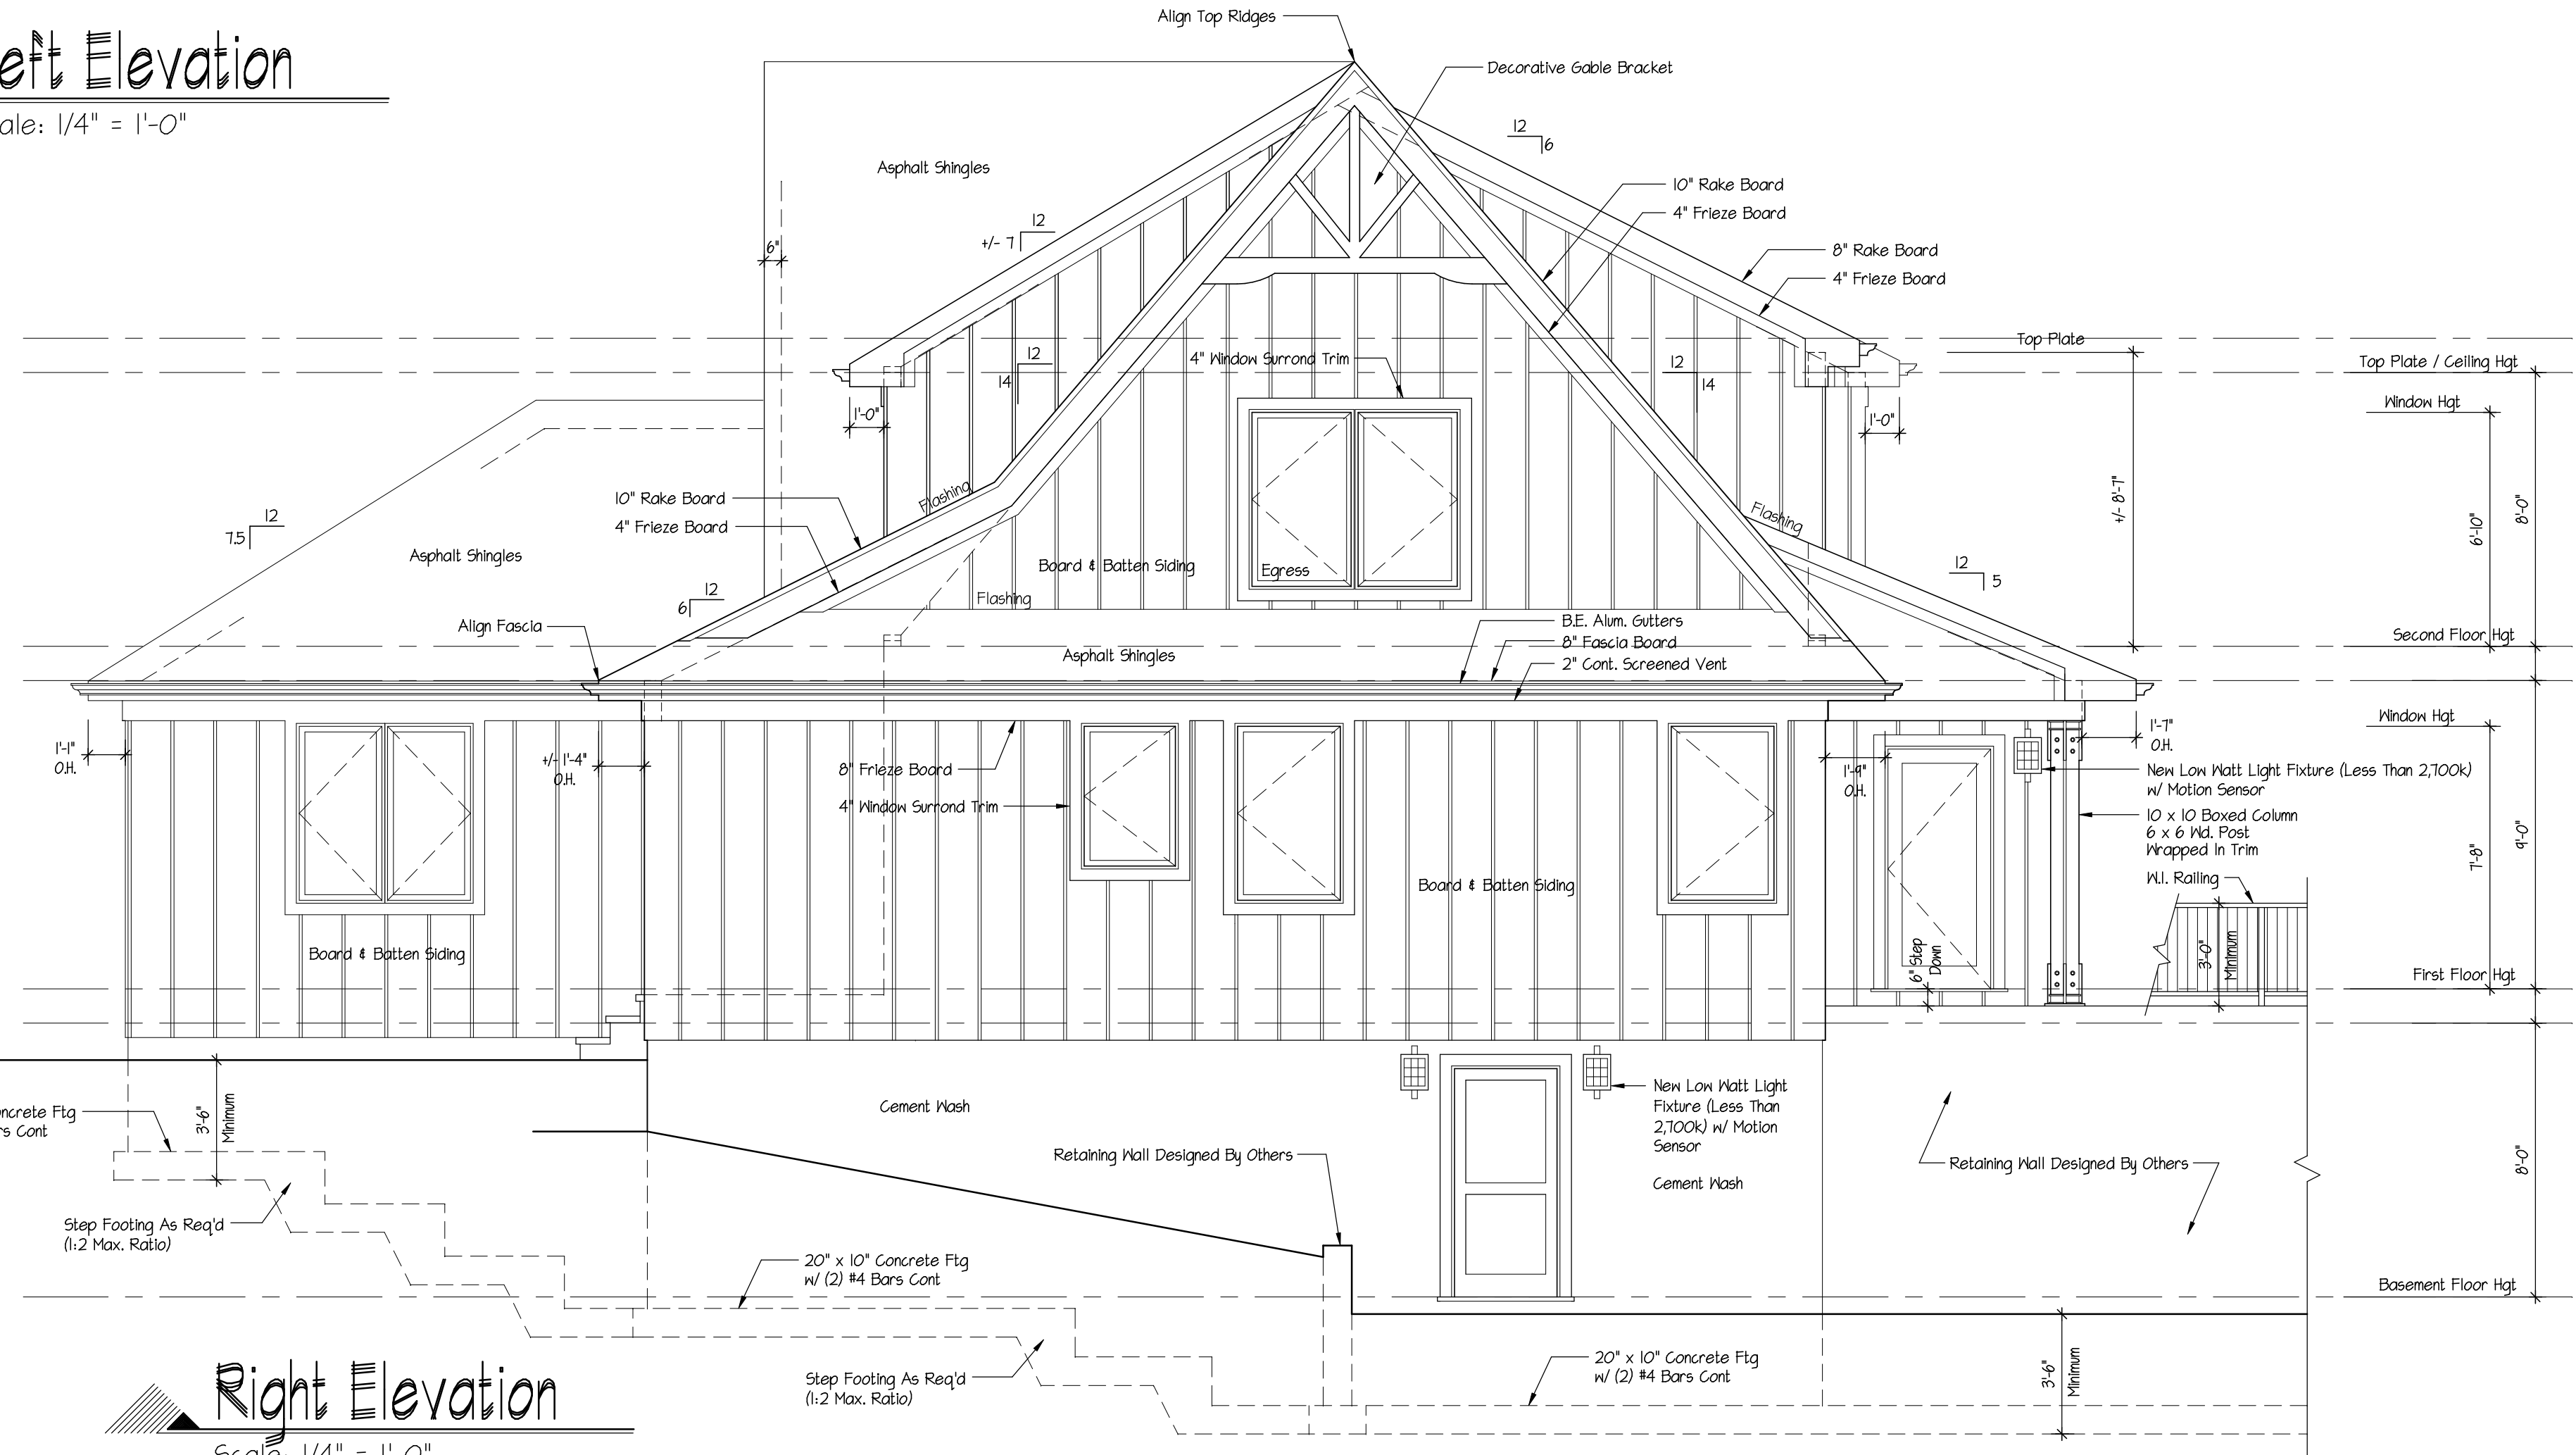 eft Elevation
ale: 1/4" = 1'-0"
Align Top Ridges
Decorative Gable Bracket
12
6
Asphalt Shingles
10" Rake Board
4" Frieze Board
12
+/- 7
6"
8" Rake Board
4" Frieze Board
Top Plate
4" Window Surrond Trim
12
14
12
14
Top Plate / Ceiling Hgt
Window Hgt
1'-0"
1'-0"
10" Rake Board
4" Frieze Board
Flashing
Flashing
+/- 8'-7"
6'-10"
8'-0"
12
7.5
Asphalt Shingles
Board & Batten Siding
Egress
12
5
12
6
Flashing
Align Fascia
B.E. Alum. Gutters
8" Fascia Board
2" Cont. Screened Vent
Second Floor Hgt
Asphalt Shingles
Window Hgt
1'-1"
O.H.
+/- 1'-4"
O.H.
1'-9"
O.H.
1'-7"
O.H.
8" Frieze Board
4" Window Surrond Trim
New Low Watt Light Fixture (Less Than 2,700k)
w/ Motion Sensor
10 x 10 Boxed Column
6 x 6 Wd. Post
Wrapped In Trim
7'-8"
9'-0"
W.I. Railing
Board & Batten Siding
Board & Batten Siding
6" Step
Down
3'-0"
Minimum
First Floor Hgt
New Low Watt Light
Fixture (Less Than
2,700k) w/ Motion
Sensor
Cement Wash
oncrete Ftg
rs Cont
3'-6"
Minimum
Retaining Wall Designed By Others
Retaining Wall Designed By Others
Cement Wash
8'-0"
Step Footing As Req'd
(1:2 Max. Ratio)
20" x 10" Concrete Ftg
w/ (2) #4 Bars Cont
Basement Floor Hgt
Step Footing As Req'd
(1:2 Max. Ratio)
20" x 10" Concrete Ftg
w/ (2) #4 Bars Cont
3'-6"
Minimum
Right Elevation
Scale: 1/4" = 1'-0"